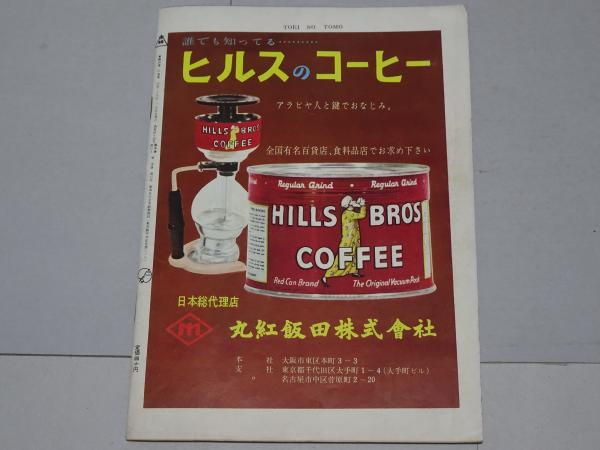 TOKI NO TOMO
誰でも知ってる………
ヒルスのコーヒー
アラビヤ人と鍵でおなじみ。
全国有名百貨店、食料品店でお求め下さい
HILLS BROS
COFFEE
Regular Grind
Regular Grind
HILLS BROS
COFFEE
Red Can Brand
The Original Vacuum Pack
日本総代理店
丸紅飯田株式會社
本社 大阪市東区本町3-3
支社 東京都千代田区大手町1-4(大手町ビル)
〃 名古屋市中区菅原町2-20